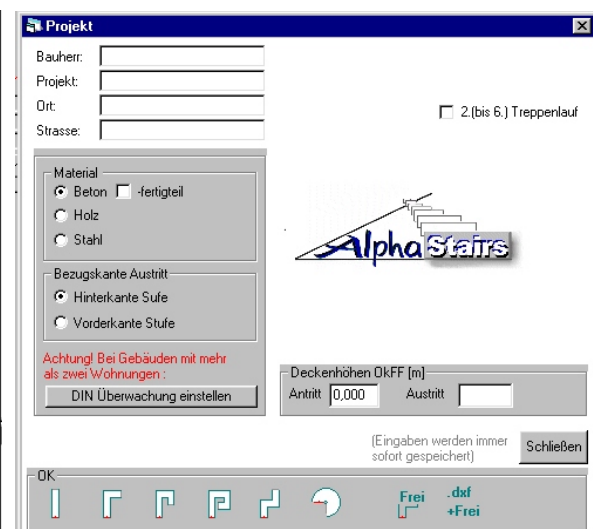 Projekt
Bauherr:
Projekt:
Ort:
Strasse:
2.(bis 6.) Treppenlauf
Material
Beton -fertigteil
Holz
Stahl
Bezugskante Austritt
Hinterkante Sufe
Vorderkante Stufe
Achtung! Bei Gebäuden mit mehr
als zwei Wohnungen :
DIN Überwachung einstellen
Alpha Stairs
Deckenhöhen OkFF [m]
Antritt 0,000 Austritt
(Eingaben werden immer
sofort gespeichert)
Schließen
OK
Frei
.dxf
+Frei